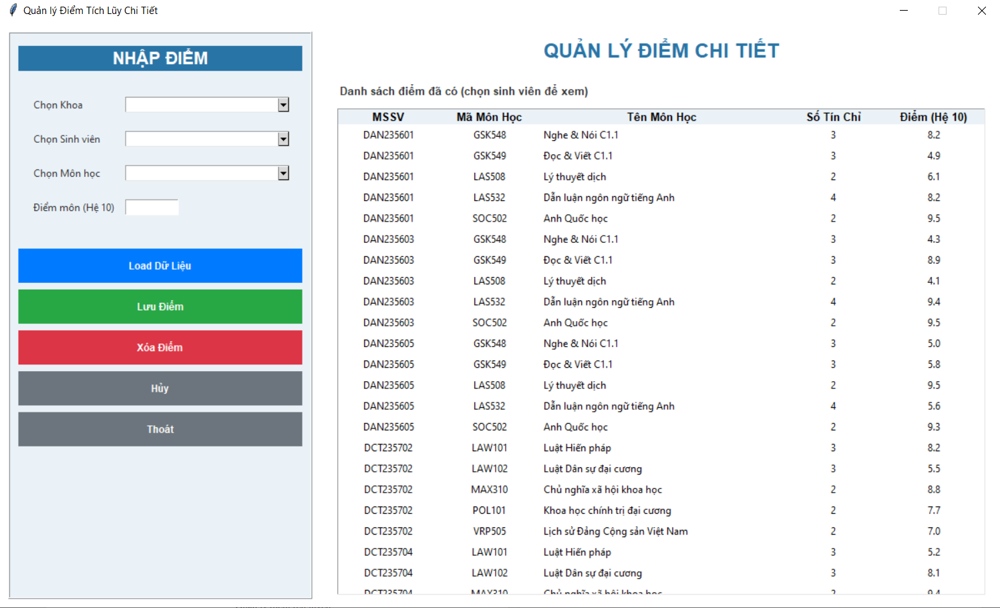 Quản lý Điểm Tích Lũy Chi Tiết
NHẬP ĐIỂM
Chọn Khoa
Chọn Sinh viên
Chọn Môn học
Điểm môn (Hệ 10)
Load Dữ Liệu
Lưu Điểm
Xóa Điểm
Hủy
Thoát
QUẢN LÝ ĐIỂM CHI TIẾT
Danh sách điểm đã có (chọn sinh viên để xem)
MSSV Mã Môn Học Tên Môn Học Số Tín Chỉ Điểm (Hệ 10)
DAN235601 GSK548 Nghe & Nói C1.1 3 8.2
DAN235601 GSK549 Đọc & Viết C1.1 3 4.9
DAN235601 LAS508 Lý thuyết dịch 2 6.1
DAN235601 LAS532 Dẫn luận ngôn ngữ tiếng Anh 4 8.2
DAN235601 SOC502 Anh Quốc học 2 9.5
DAN235603 GSK548 Nghe & Nói C1.1 3 4.3
DAN235603 GSK549 Đọc & Viết C1.1 3 8.9
DAN235603 LAS508 Lý thuyết dịch 2 4.1
DAN235603 LAS532 Dẫn luận ngôn ngữ tiếng Anh 4 9.4
DAN235603 SOC502 Anh Quốc học 2 9.5
DAN235605 GSK548 Nghe & Nói C1.1 3 5.0
DAN235605 GSK549 Đọc & Viết C1.1 3 5.8
DAN235605 LAS508 Lý thuyết dịch 2 9.5
DAN235605 LAS532 Dẫn luận ngôn ngữ tiếng Anh 4 5.6
DAN235605 SOC502 Anh Quốc học 2 9.3
DCT235702 LAW101 Luật Hiến pháp 3 8.2
DCT235702 LAW102 Luật Dân sự đại cương 3 5.5
DCT235702 MAX310 Chủ nghĩa xã hội khoa học 2 8.8
DCT235702 POL101 Khoa học chính trị đại cương 2 7.7
DCT235702 VRP505 Lịch sử Đảng Cộng sản Việt Nam 2 7.0
DCT235704 LAW101 Luật Hiến pháp 3 5.2
DCT235704 LAW102 Luật Dân sự đại cương 3 8.1
DCT235704 MAX310 Chủ nghĩa xã hội khoa học 2 9.4